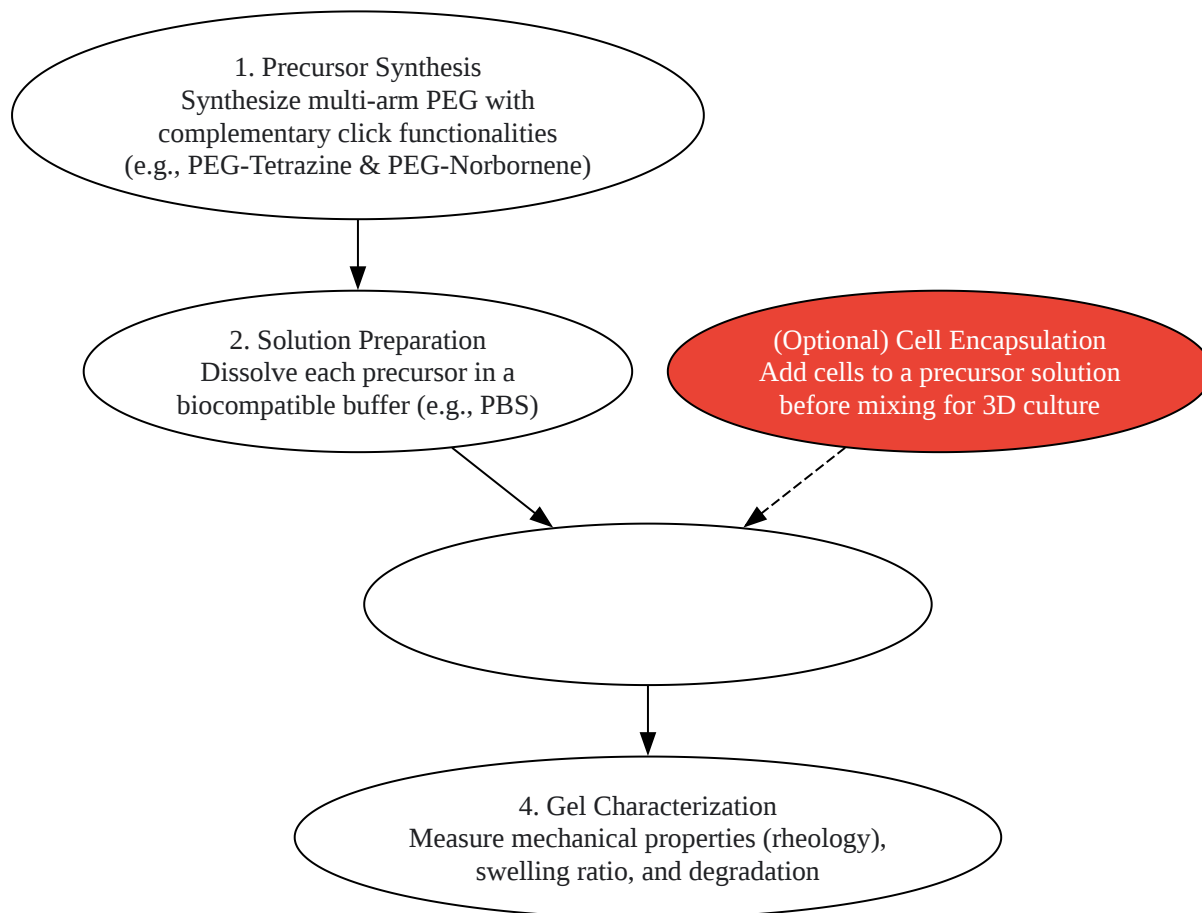 1. Precursor Synthesis
Synthesize multi-arm PEG with
complementary click functionalities
(e.g., PEG-Tetrazine & PEG-Norbornene)
2. Solution Preparation
Dissolve each precursor in a
biocompatible buffer (e.g., PBS)
(Optional) Cell Encapsulation
Add cells to a precursor solution
before mixing for 3D culture
4. Gel Characterization
Measure mechanical properties (rheology),
swelling ratio, and degradation